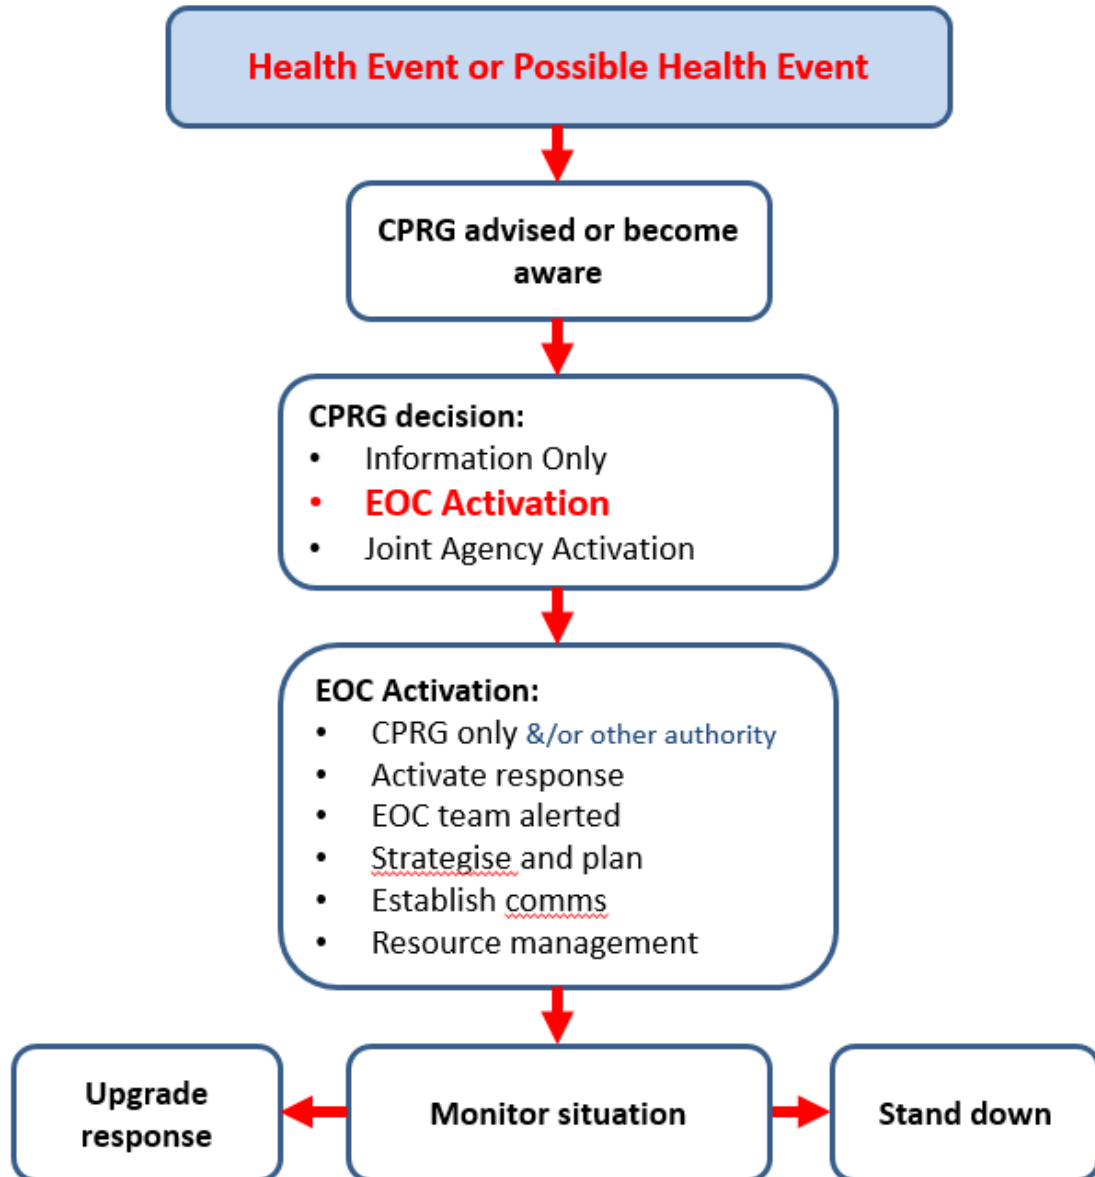 Health Event or Possible Health Event
CPRG advised or become
aware
CPRG decision:
• Information Only
• EOC Activation
• Joint Agency Activation
EOC Activation:
• CPRG only &/or other authority
• Activate response
• EOC team alerted
• Strategise and plan
• Establish comms
• Resource management
Upgrade
response
Monitor situation
Stand down